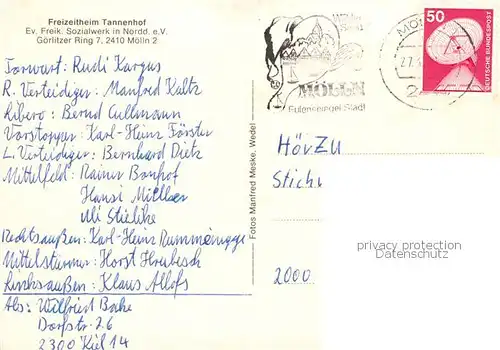 Freizeitheim Tannenhof
Ev. Freik. Sozialwerk in Nordd. e.V.
Görlitzer Ring 7, 2410 Mölln 2
Torwart: Rudi Kargus
R. Verteidiger: Manfred Kaltz
Libero: Bernd Cullmann
Vorstopper: Karl-Heinz Förster
L. Verteidiger: Bernhard Dietz
Mittelfeld: Rainer Bonhof
Hansi Müller
Uli Stielike
Rechtsaußen: Karl-Heinz Rummenigge
Mittelstürmer: Horst Hrubesch
Linksaußen: Klaus Allofs
Abs: Wilfried Bahe
Dorfstr. 26
2300 Kiel 14
Fotos Manfred Meske, Wedel
MÖLLN
Eulenspiegel-Stadt
50
DEUTSCHE BUNDESPOST
HÖRZU
Stich
2000
privacy protection
Datenschutz